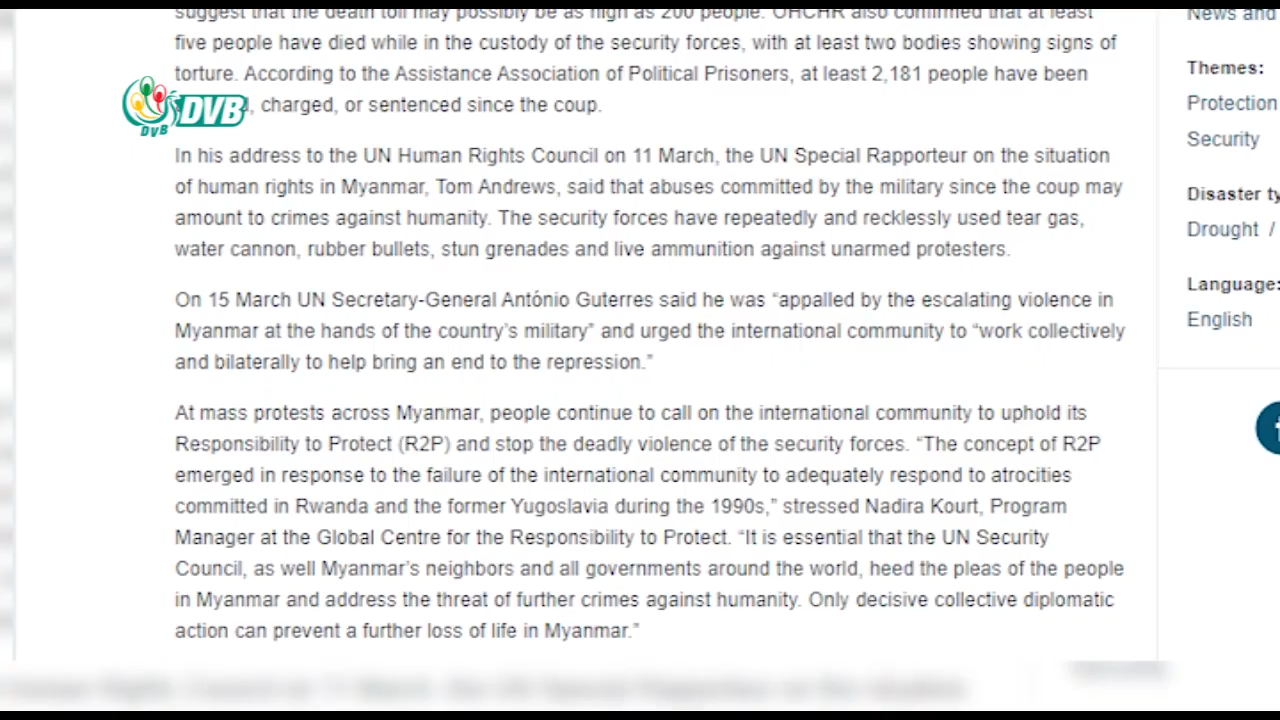 suggest that the death toll may possibly be as high as 200 people. OHCHR also confirmed that at least
five people have died while in the custody of the security forces, with at least two bodies showing signs of
torture. According to the Assistance Association of Political Prisoners, at least 2,181 people have been
, charged, or sentenced since the coup.
DVB
DVB
In his address to the UN Human Rights Council on 11 March, the UN Special Rapporteur on the situation
of human rights in Myanmar, Tom Andrews, said that abuses committed by the military since the coup may
amount to crimes against humanity. The security forces have repeatedly and recklessly used tear gas,
water cannon, rubber bullets, stun grenades and live ammunition against unarmed protesters.
On 15 March UN Secretary-General António Guterres said he was “appalled by the escalating violence in
Myanmar at the hands of the country’s military” and urged the international community to “work collectively
and bilaterally to help bring an end to the repression.”
At mass protests across Myanmar, people continue to call on the international community to uphold its
Responsibility to Protect (R2P) and stop the deadly violence of the security forces. “The concept of R2P
emerged in response to the failure of the international community to adequately respond to atrocities
committed in Rwanda and the former Yugoslavia during the 1990s,” stressed Nadira Kourt, Program
Manager at the Global Centre for the Responsibility to Protect. “It is essential that the UN Security
Council, as well Myanmar’s neighbors and all governments around the world, heed the pleas of the people
in Myanmar and address the threat of further crimes against humanity. Only decisive collective diplomatic
action can prevent a further loss of life in Myanmar.”
News and
Themes:
Protection
Security
Disaster ty
Drought /
Language:
English